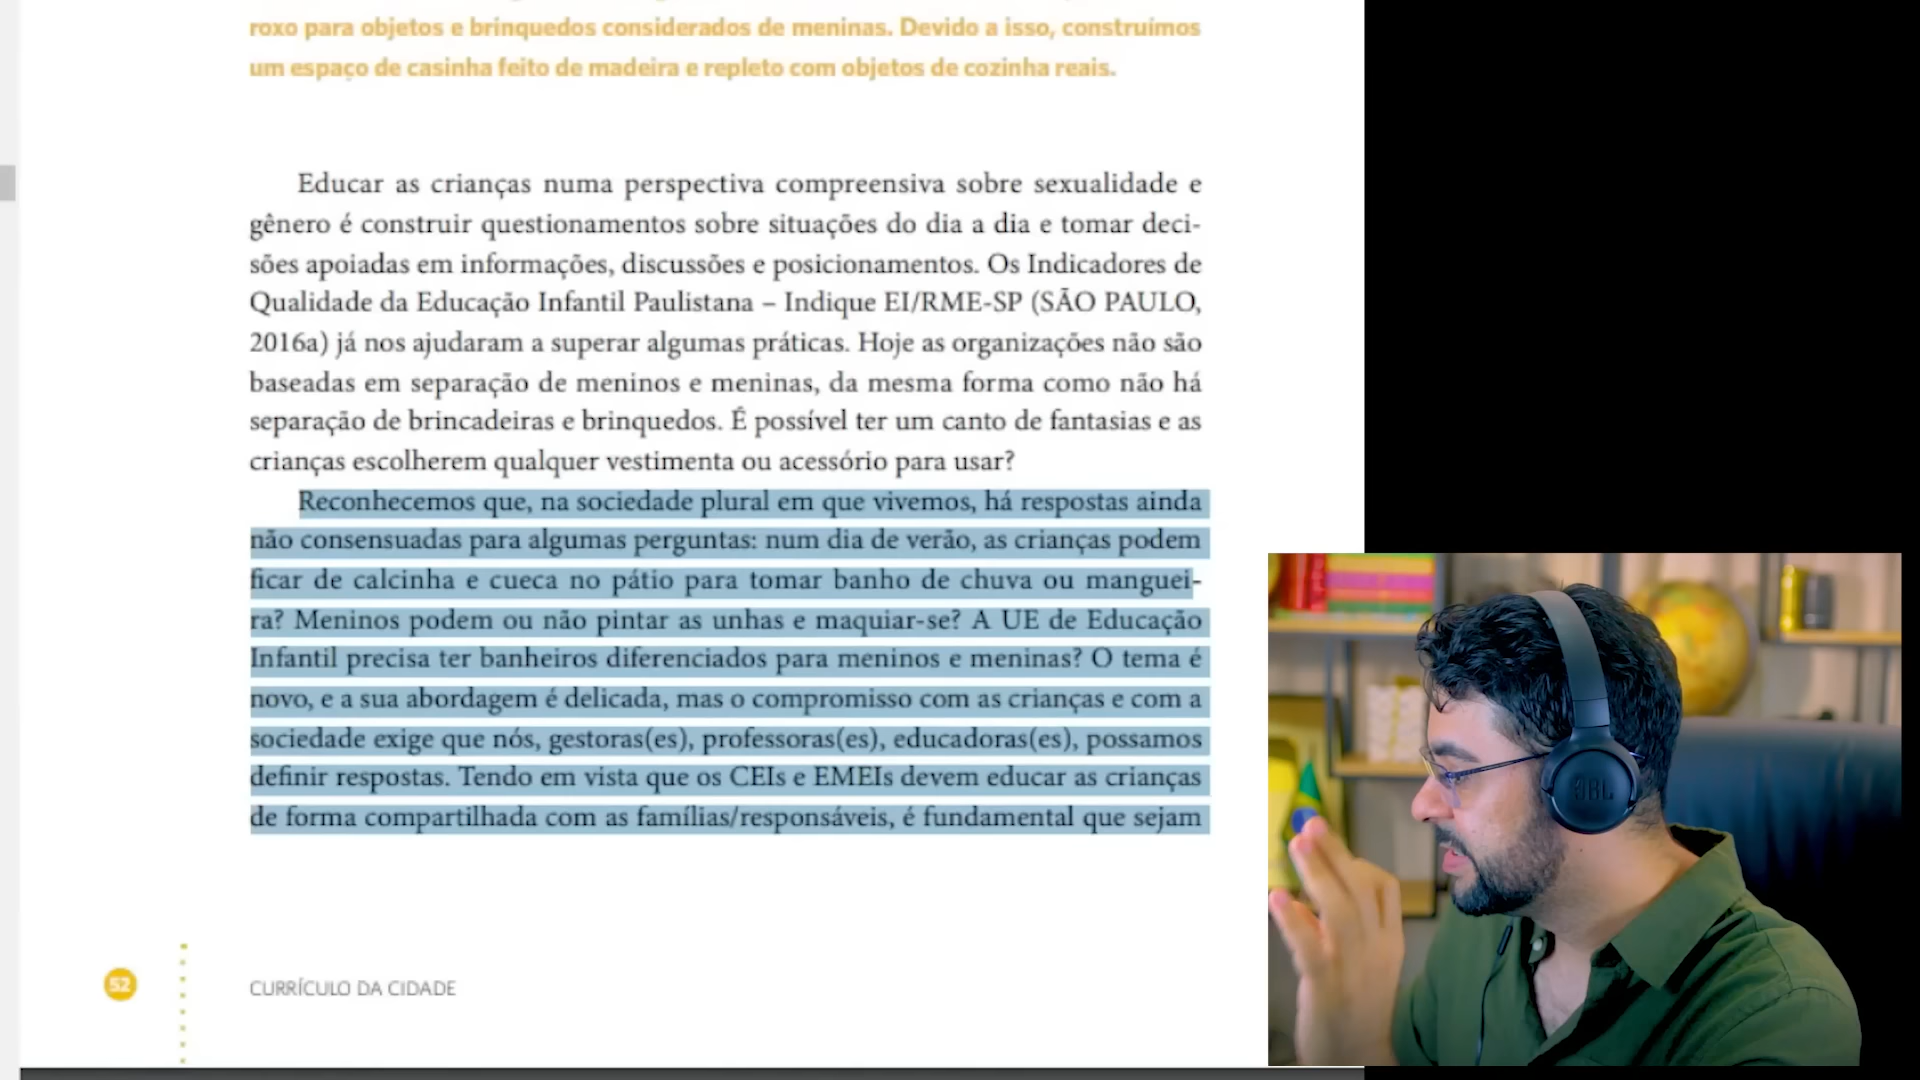 roxo para objetos e brinquedos considerados de meninas. Devido a isso, construímos
um espaço de casinha feito de madeira e repleto com objetos de cozinha reais.
Educar as crianças numa perspectiva compreensiva sobre sexualidade e
gênero é construir questionamentos sobre situações do dia a dia e tomar deci-
sões apoiadas em informações, discussões e posicionamentos. Os Indicadores de
Qualidade da Educação Infantil Paulistana – Indique EI/RME-SP (SÃO PAULO,
2016a) já nos ajudaram a superar algumas práticas. Hoje as organizações não são
baseadas em separação de meninos e meninas, da mesma forma como não há
separação de brincadeiras e brinquedos. É possível ter um canto de fantasias e as
crianças escolherem qualquer vestimenta ou acessório para usar?
Reconhecemos que, na sociedade plural em que vivemos, há respostas ainda
não consensuadas para algumas perguntas: num dia de verão, as crianças podem
ficar de calcinha e cueca no pátio para tomar banho de chuva ou manguei-
ra? Meninos podem ou não pintar as unhas e maquiar-se? A UE de Educação
Infantil precisa ter banheiros diferenciados para meninos e meninas? O tema é
novo, e a sua abordagem é delicada, mas o compromisso com as crianças e com a
sociedade exige que nós, gestoras(es), professoras(es), educadoras(es), possamos
definir respostas. Tendo em vista que os CEIs e EMEIs devem educar as crianças
de forma compartilhada com as famílias/responsáveis, é fundamental que sejam
52
CURRÍCULO DA CIDADE
JBL